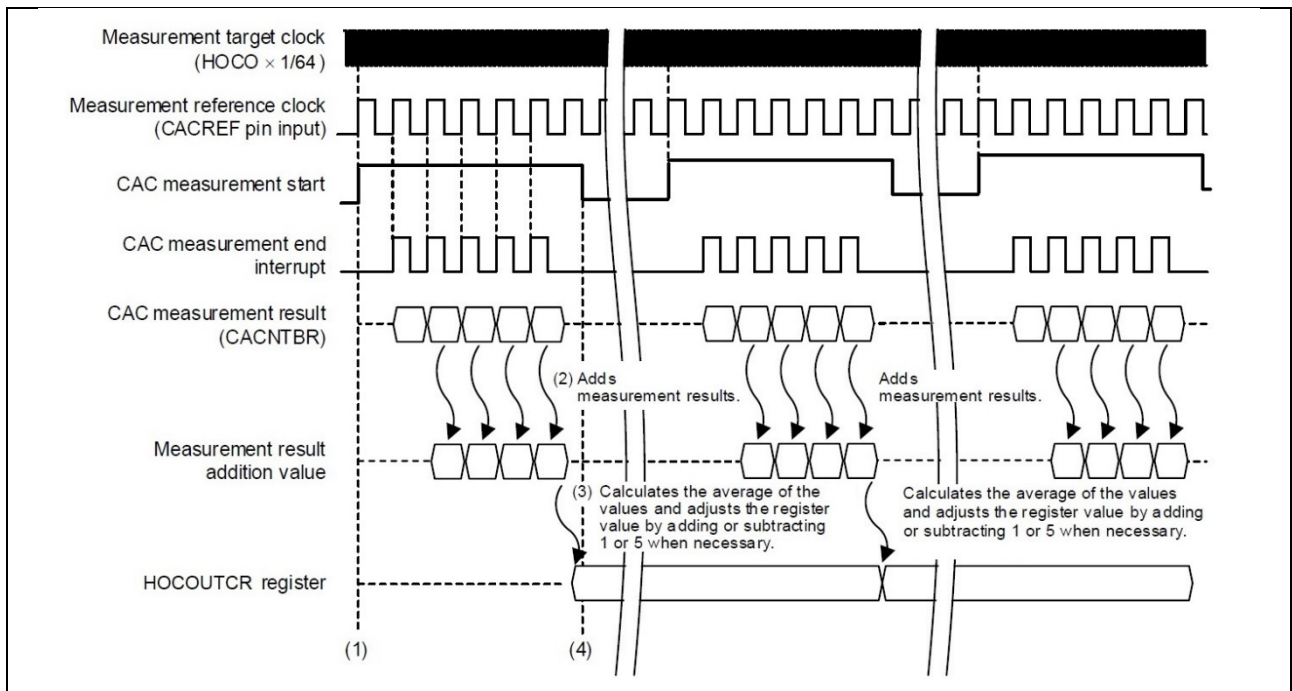 Measurement target clock
(HOCO × 1/64)
Measurement reference clock
(CACREF pin input)
CAC measurement start
CAC measurement end
interrupt
CAC measurement result
(CACNTBR)
(2) Adds
measurement results.
Adds
measurement results.
Measurement result
addition value
(3) Calculates the average of the
values and adjusts the register
value by adding or subtracting
1 or 5 when necessary.
Calculates the average of the values
and adjusts the register value by adding
or subtracting 1 or 5 when necessary.
HOCOUTCR register
(1)
(4)